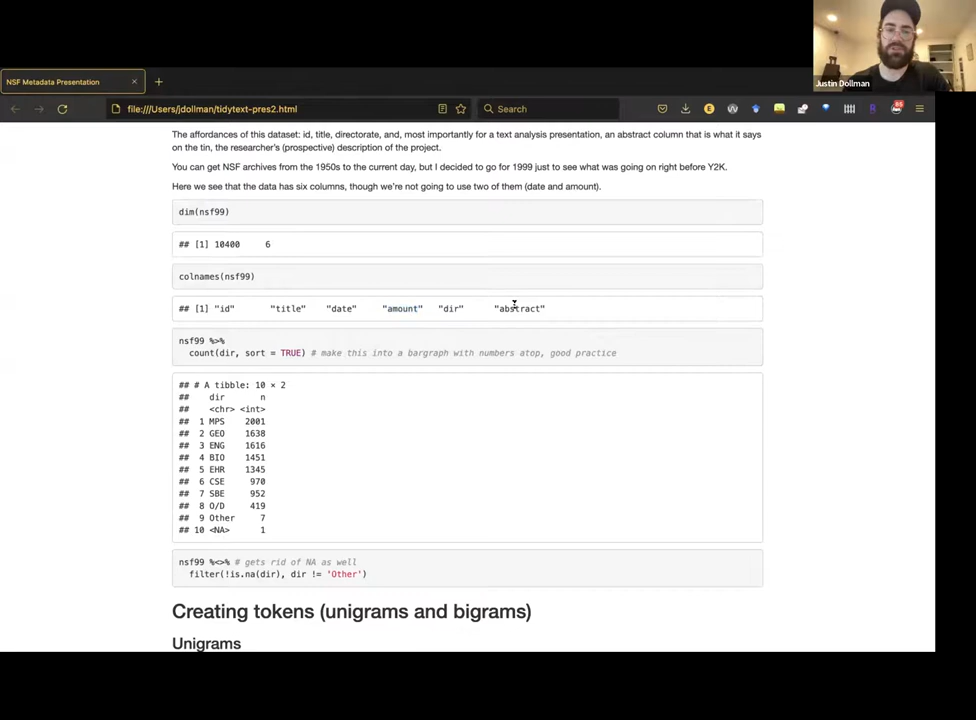 Justin Dollman
NSF Metadata Presentation
file:///Users/jdollman/tidytext-pres2.html
Search
The affordances of this dataset: id, title, directorate, and, most importantly for a text analysis presentation, an abstract column that is what it says
on the tin, the researcher's (prospective) description of the project.
You can get NSF archives from the 1950s to the current day, but I decided to go for 1999 just to see what was going on right before Y2K.
Here we see that the data has six columns, though we're not going to use two of them (date and amount).
dim(nsf99)
## [1] 10400 6
colnames(nsf99)
## [1] "id" "title" "date" "amount" "dir" "abstract"
nsf99 %>%
count(dir, sort = TRUE) # make this into a bargraph with numbers atop, good practice
## # A tibble: 10 × 2
## dir n
## <chr> <int>
## 1 MPS 2001
## 2 GEO 1638
## 3 ENG 1616
## 4 BIO 1451
## 5 EHR 1345
## 6 CSE 970
## 7 SBE 952
## 8 O/D 419
## 9 Other 7
## 10 <NA> 1
nsf99 %<>% # gets rid of NA as well
filter(!is.na(dir), dir != 'Other')
Creating tokens (unigrams and bigrams)
Unigrams